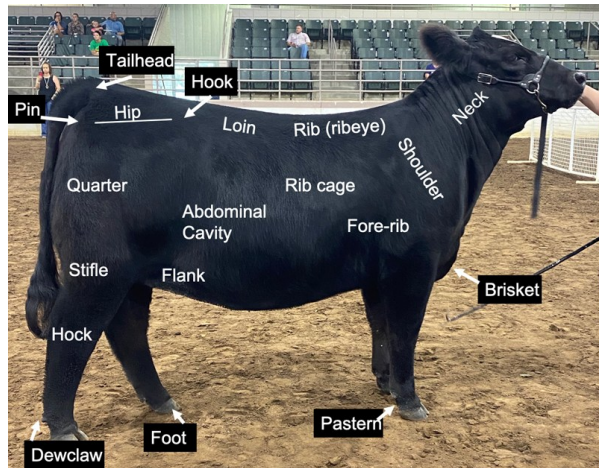 Tailhead
Hook
Pin
Hip
Loin
Rib (ribeye)
Neck
Shoulder
Quarter
Rib cage
Abdominal
Cavity
Fore-rib
Stifle
Flank
Brisket
Hock
Pastern
Foot
Dewclaw